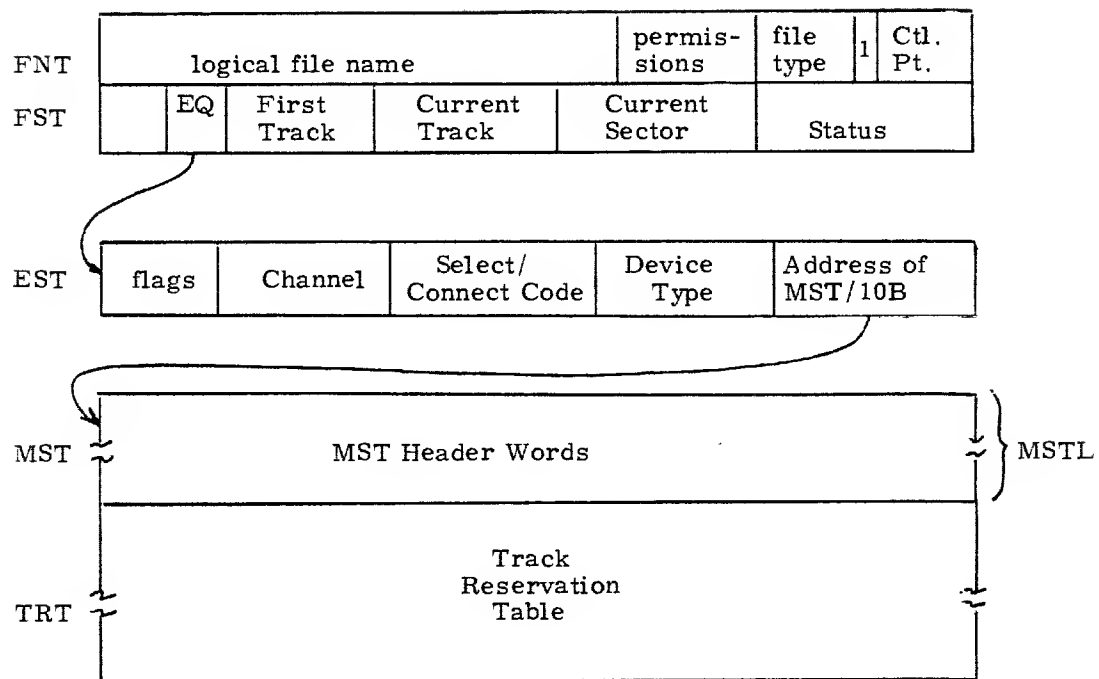 FNT
logical file name
permis-
sions
file
type
1
Ctl.
Pt.
FST
EQ
First
Track
Current
Track
Current
Sector
Status
EST
flags
Channel
Select/
Connect Code
Device
Type
Address of
MST/10B
MST
MST Header Words
MSTL
TRT
Track
Reservation
Table